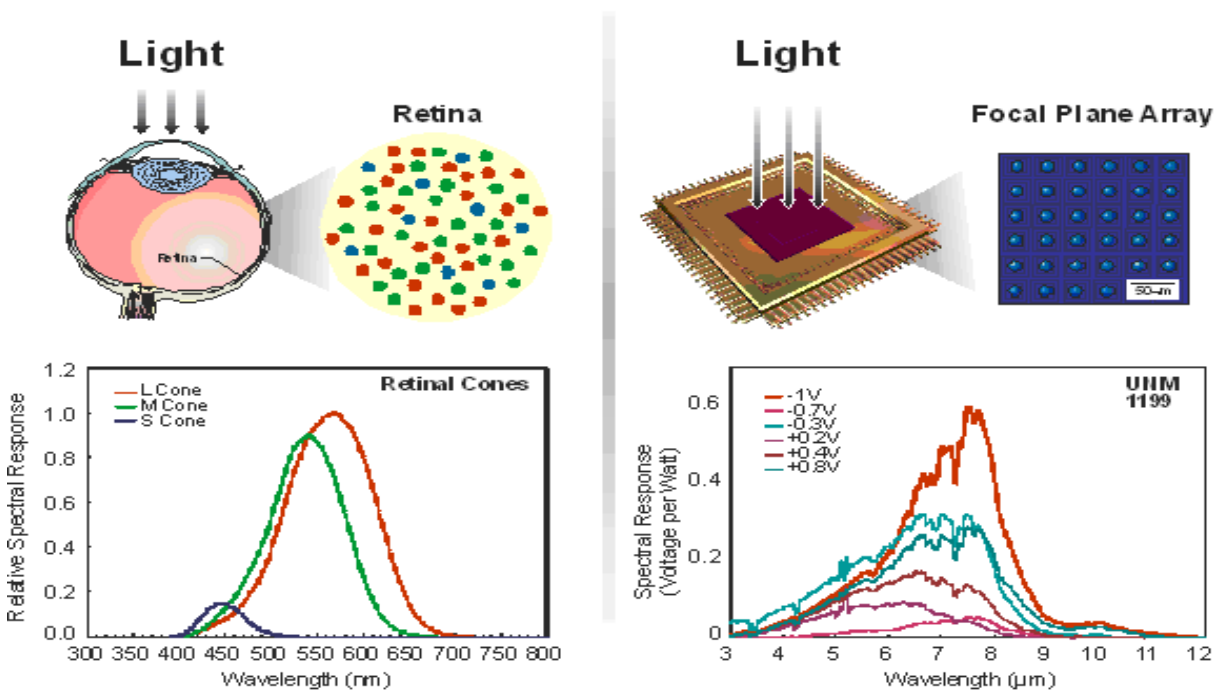 Light
Retina
Retina
Light
Focal Plane Array
50µm
Retinal Cones
L Cone
M Cone
S Cone
Relative Spectral Response
1.2
1.0
0.8
0.6
0.4
0.2
0.0
300 350 400 450 500 550 600 650 700 750 800
Wavelength (nm)
UNM
1199
-1V
-0.7V
-0.3V
+0.2V
+0.4V
+0.8V
Spectral Response
(Voltage per Watt)
0.6
0.4
0.2
0
3 4 5 6 7 8 9 10 11 12
Wavelength (µm)